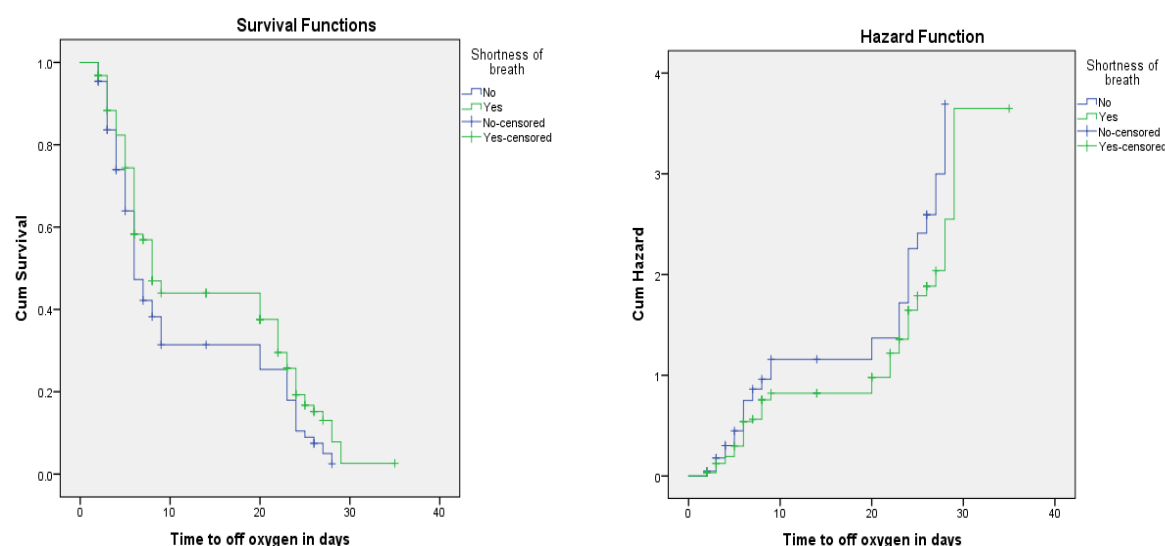 Survival Functions
Shortness of
breath
No
Yes
No-censored
Yes-censored
1.0
0.8
0.6
0.4
0.2
0.0
Cum Survival
0
10
20
30
40
Time to off oxygen in days
Hazard Function
Shortness of
breath
No
Yes
No-censored
Yes-censored
4
3
2
1
0
Cum Hazard
0
10
20
30
40
Time to off oxygen in days